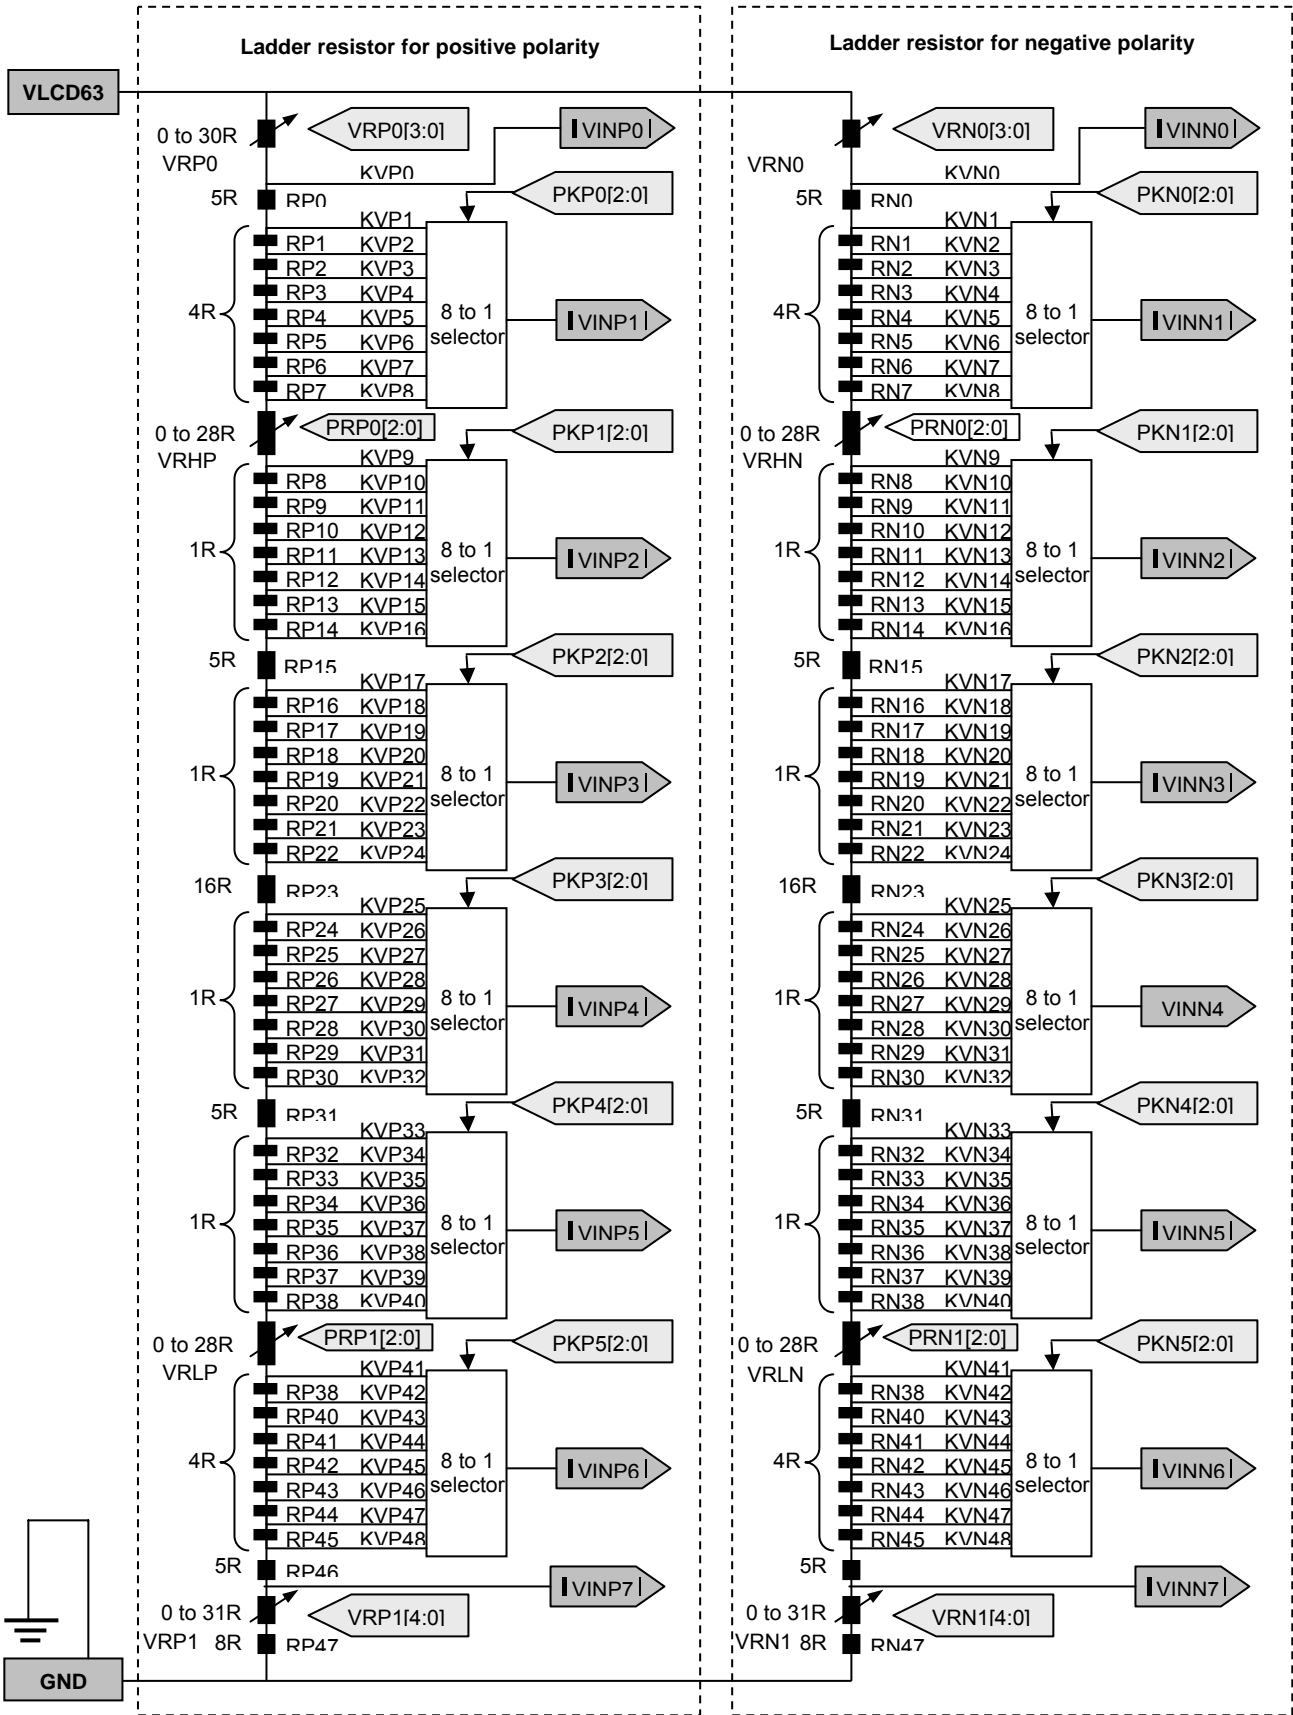 Ladder resistor for positive polarity
VLCD63
0 to 30R
VRP0
VRP0[3:0]
VINP0
KVP0
5R RP0
PKP0[2:0]
KVP1
RP1 KVP2
RP2 KVP3
RP3 KVP4
RP4 KVP5
RP5 KVP6
RP6 KVP7
RP7 KVP8
4R
8 to 1
selector
VINP1
0 to 28R
VRHP
PRP0[2:0]
PKP1[2:0]
KVP9
RP8 KVP10
RP9 KVP11
RP10 KVP12
RP11 KVP13
RP12 KVP14
RP13 KVP15
RP14 KVP16
1R
8 to 1
selector
VINP2
5R RP15
PKP2[2:0]
KVP17
RP16 KVP18
RP17 KVP19
RP18 KVP20
RP19 KVP21
RP20 KVP22
RP21 KVP23
RP22 KVP24
1R
8 to 1
selector
VINP3
16R RP23
PKP3[2:0]
KVP25
RP24 KVP26
RP25 KVP27
RP26 KVP28
RP27 KVP29
RP28 KVP30
RP29 KVP31
RP30 KVP32
1R
8 to 1
selector
VINP4
5R RP31
PKP4[2:0]
KVP33
RP32 KVP34
RP33 KVP35
RP34 KVP36
RP35 KVP37
RP36 KVP38
RP37 KVP39
RP38 KVP40
1R
8 to 1
selector
VINP5
0 to 28R
VRLP
PRP1[2:0]
PKP5[2:0]
KVP41
RP38 KVP42
RP40 KVP43
RP41 KVP44
RP42 KVP45
RP43 KVP46
RP44 KVP47
RP45 KVP48
4R
8 to 1
selector
VINP6
5R RP46
VINP7
0 to 31R
VRP1
VRP1[4:0]
8R RP47
GND
Ladder resistor for negative polarity
VRN0
VRN0[3:0]
VINN0
KVN0
5R RN0
PKN0[2:0]
KVN1
RN1 KVN2
RN2 KVN3
RN3 KVN4
RN4 KVN5
RN5 KVN6
RN6 KVN7
RN7 KVN8
4R
8 to 1
selector
VINN1
0 to 28R
VRHN
PRN0[2:0]
PKN1[2:0]
KVN9
RN8 KVN10
RN9 KVN11
RN10 KVN12
RN11 KVN13
RN12 KVN14
RN13 KVN15
RN14 KVN16
1R
8 to 1
selector
VINN2
5R RN15
PKN2[2:0]
KVN17
RN16 KVN18
RN17 KVN19
RN18 KVN20
RN19 KVN21
RN20 KVN22
RN21 KVN23
RN22 KVN24
1R
8 to 1
selector
VINN3
16R RN23
PKN3[2:0]
KVN25
RN24 KVN26
RN25 KVN27
RN26 KVN28
RN27 KVN29
RN28 KVN30
RN29 KVN31
RN30 KVN32
1R
8 to 1
selector
VINN4
5R RN31
PKN4[2:0]
KVN33
RN32 KVN34
RN33 KVN35
RN34 KVN36
RN35 KVN37
RN36 KVN38
RN37 KVN39
RN38 KVN40
1R
8 to 1
selector
VINN5
0 to 28R
VRLN
PRN1[2:0]
PKN5[2:0]
KVN41
RN38 KVN42
RN40 KVN43
RN41 KVN44
RN42 KVN45
RN43 KVN46
RN44 KVN47
RN45 KVN48
4R
8 to 1
selector
VINN6
5R
VINN7
0 to 31R
VRN1
VRN1[4:0]
8R RN47